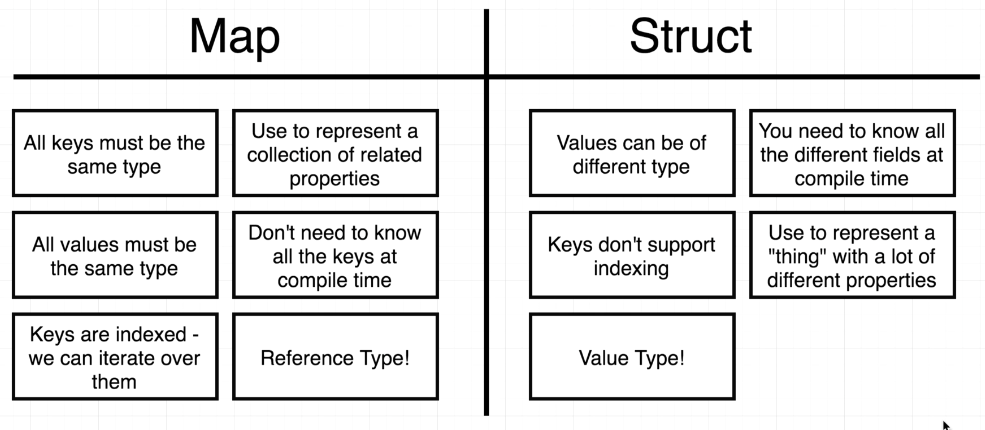 Map
Struct
All keys must be the
same type
Use to represent a
collection of related
properties
Values can be of
different type
You need to know all
the different fields at
compile time
All values must be
the same type
Don't need to know
all the keys at
compile time
Keys don't support
indexing
Use to represent a
"thing" with a lot of
different properties
Keys are indexed -
we can iterate over
them
Reference Type!
Value Type!